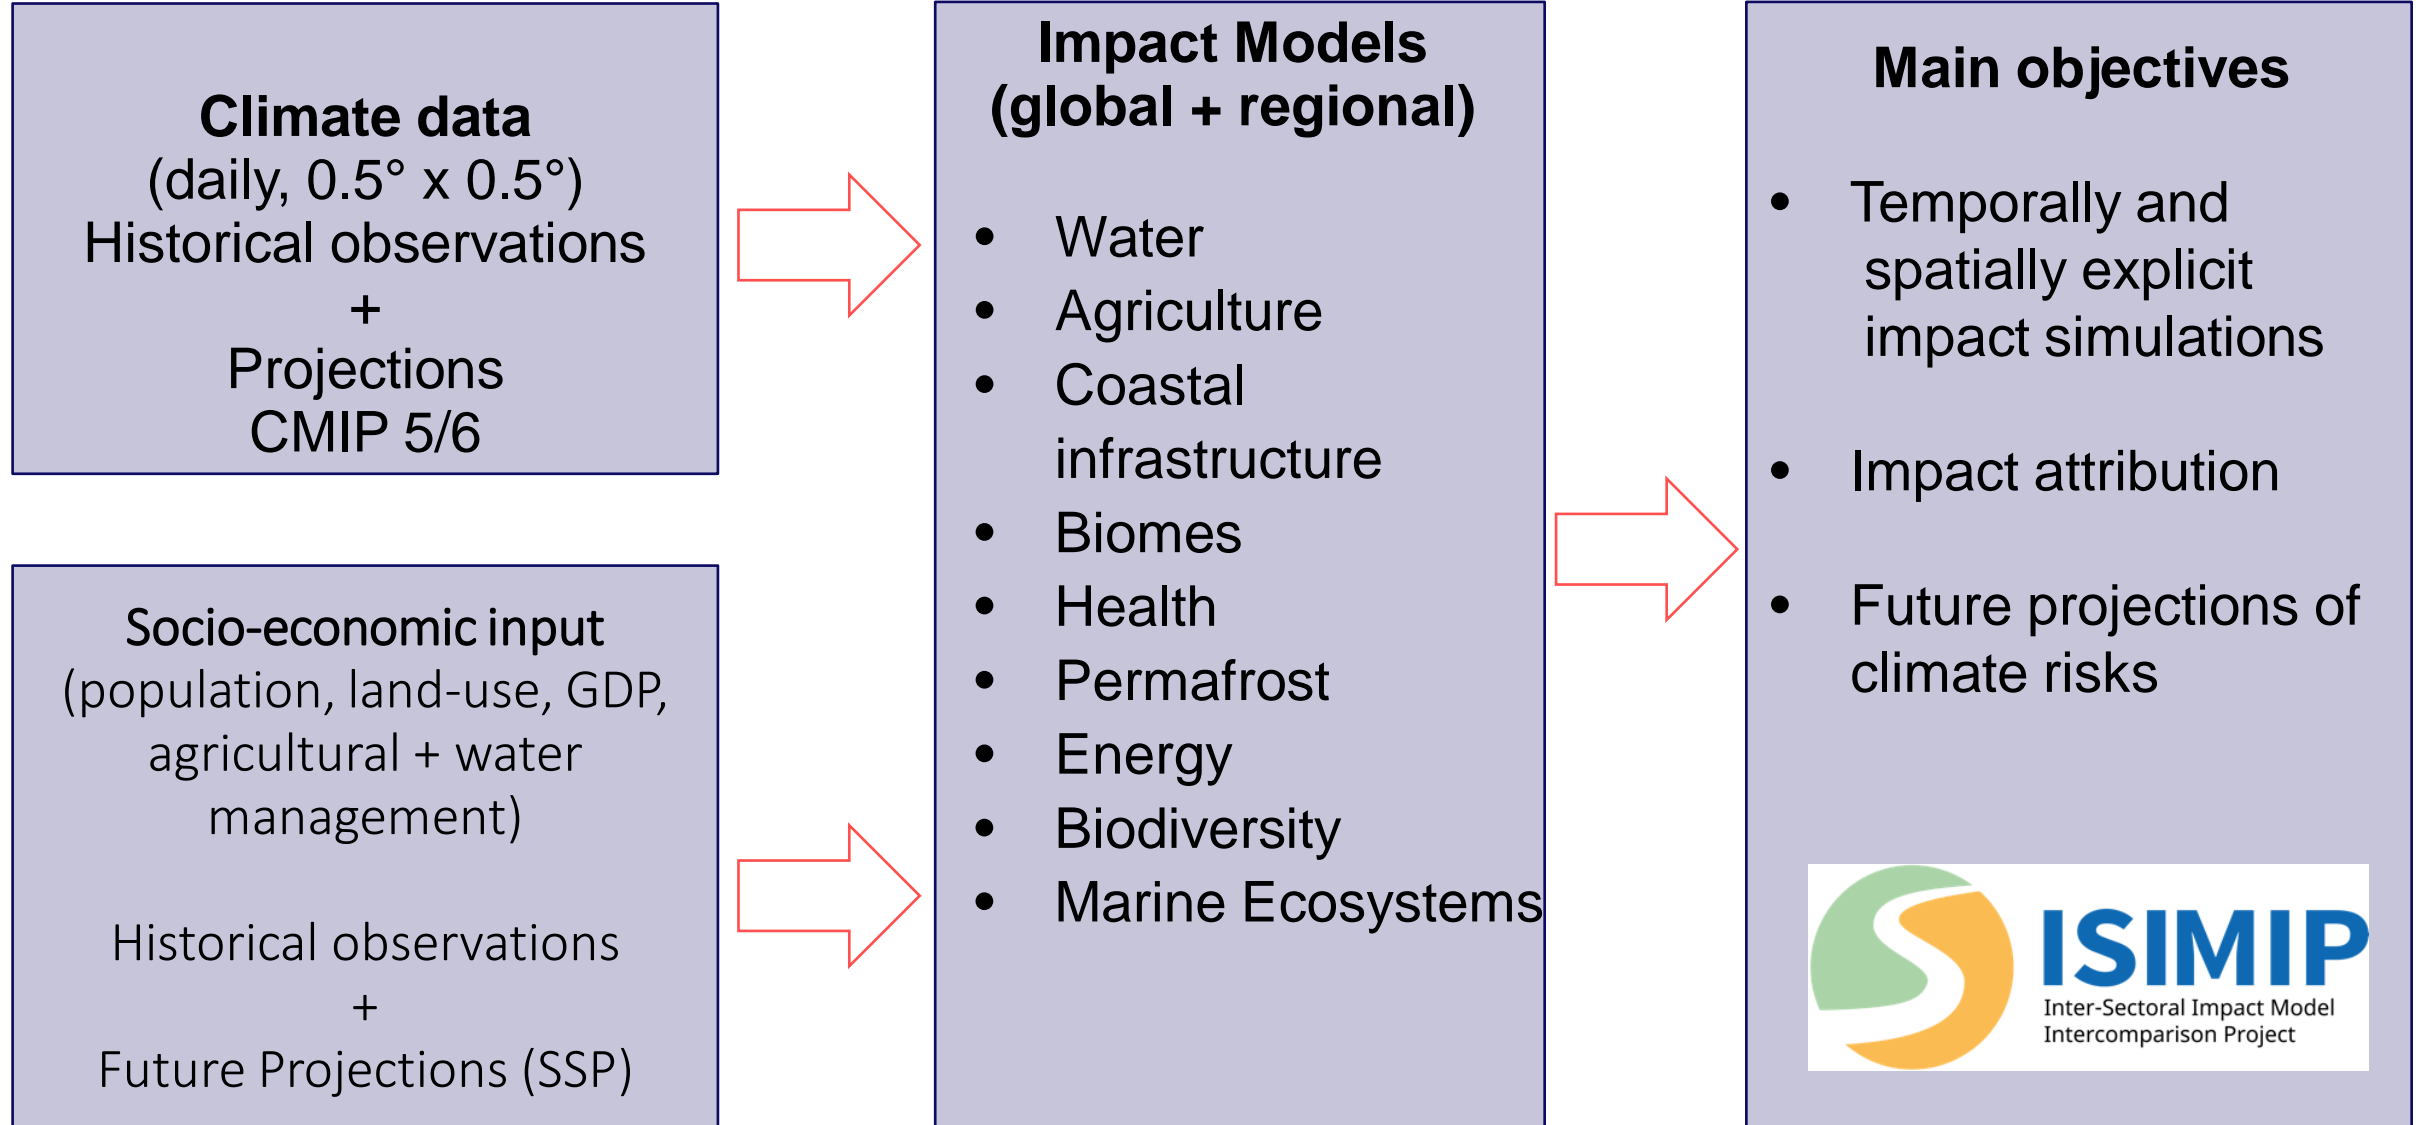 Climate data
(daily, 0.5° x 0.5°)
Historical observations
+
Projections
CMIP 5/6
Socio-economic input
(population, land-use, GDP,
agricultural + water
management)
Historical observations
+
Future Projections (SSP)
Impact Models
(global + regional)
• Water
• Agriculture
• Coastal
infrastructure
• Biomes
• Health
• Permafrost
• Energy
• Biodiversity
• Marine Ecosystems
Main objectives
• Temporally and
spatially explicit
impact simulations
• Impact attribution
• Future projections of
climate risks
ISIMIP
Inter-Sectoral Impact Model
Intercomparison Project